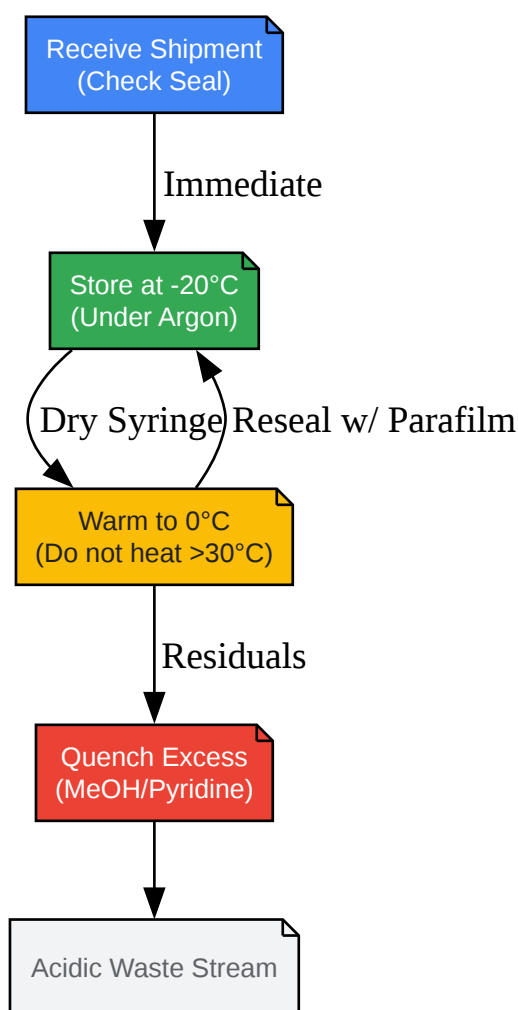 Receive Shipment
(Check Seal)
Immediate
Store at -20°C
(Under Argon)
Dry Syringe
Reseal w/ Parafilm
Warm to 0°C
(Do not heat >30°C)
Residuals
Quench Excess
(MeOH/Pyridine)
Acidic Waste Stream